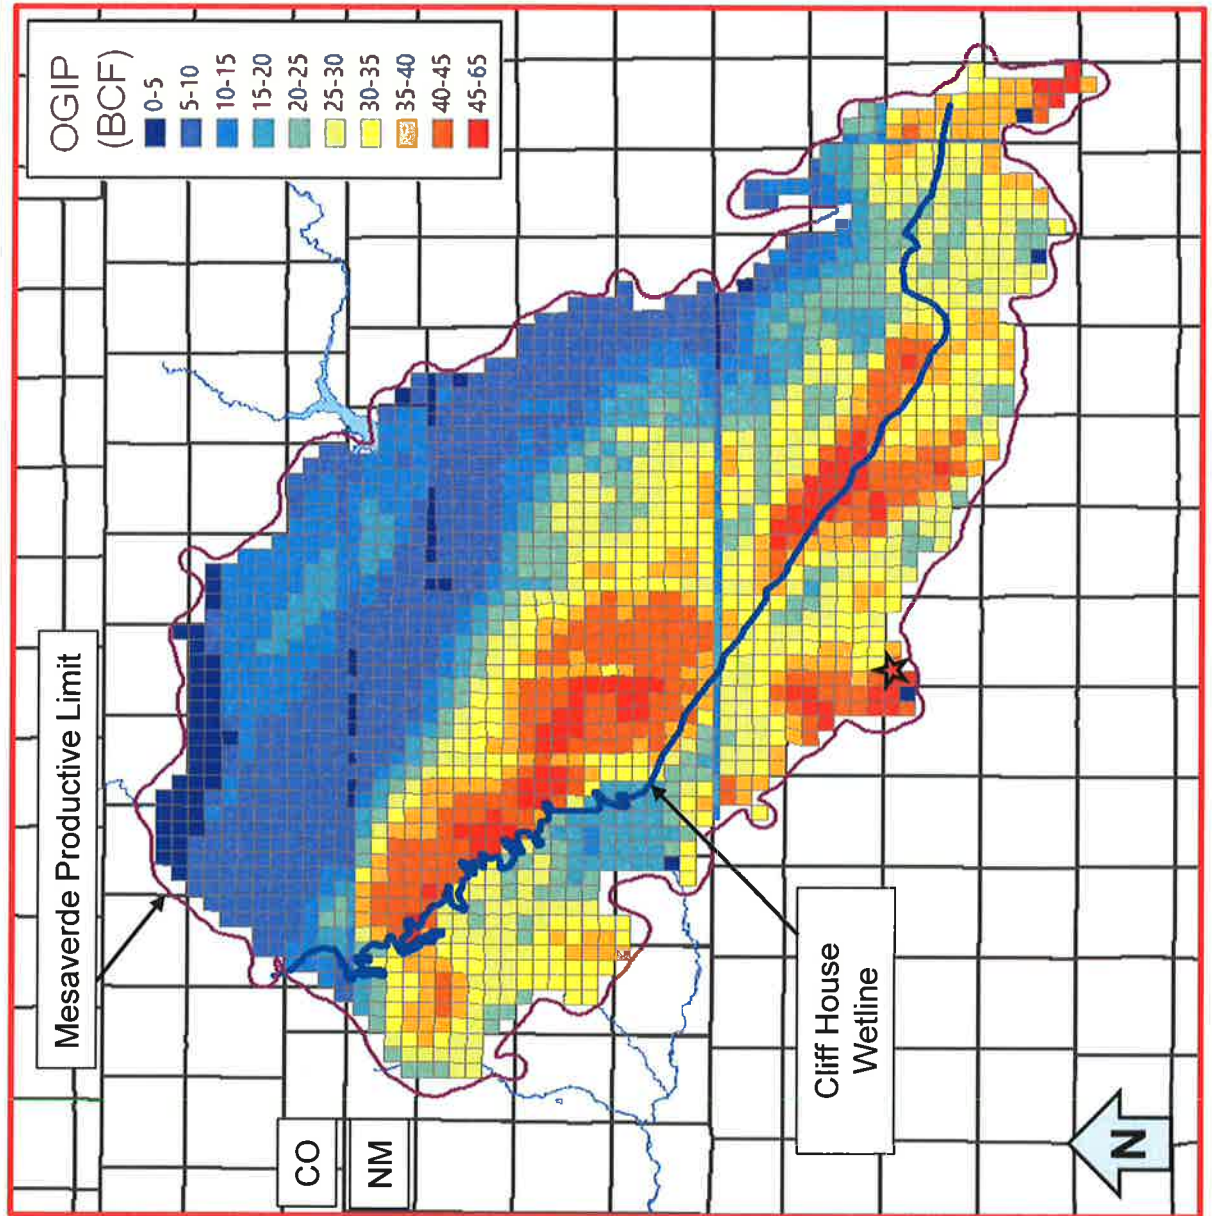 OGIP
(BCF)
0-5
5-10
10-15
15-20
20-25
25-30
30-35
35-40
40-45
45-65
Mesaverde Productive Limit
CO
NM
Cliff House
Wetline
N